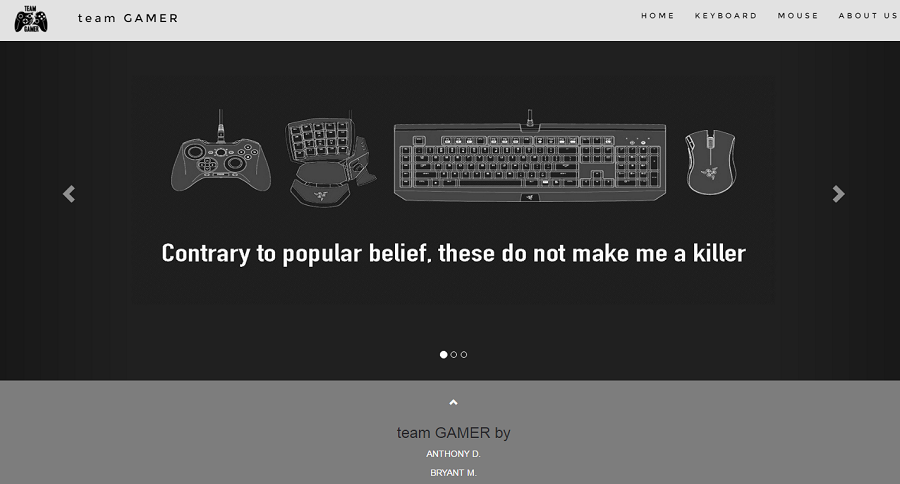 TEAM
GAMER
team GAMER
HOME KEYBOARD MOUSE ABOUT US
Contrary to popular belief, these do not make me a killer
team GAMER by
ANTHONY D.
BRYANT M.